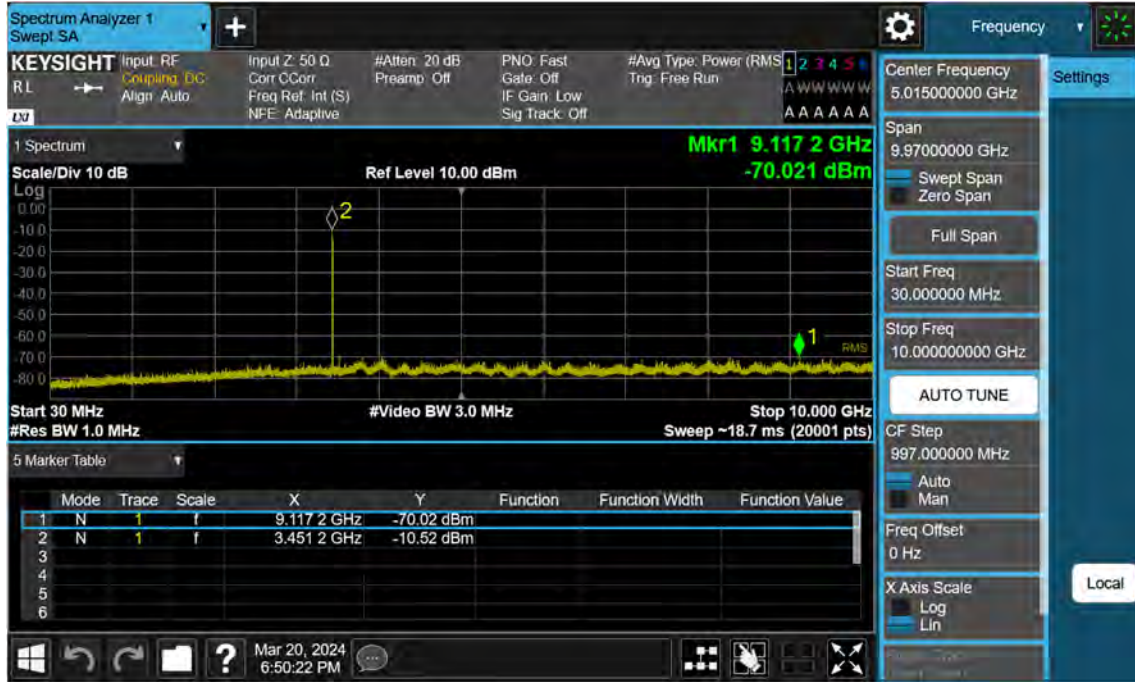 Spectrum Analyzer 1
Swept SA
Frequency
KEYSIGHT
RL
LXI
Input: RF
Coupling: DC
Align: Auto
Input Z: 50 Ω
Corr CCorr
Freq Ref: Int (S)
NFE: Adaptive
#Atten: 20 dB
Preamp: Off
PNO: Fast
Gate: Off
IF Gain: Low
Sig Track: Off
#Avg Type: Power (RMS
Trig: Free Run
1 2 3 4 5 6
A W W W W W
A A A A A A
Center Frequency
5.015000000 GHz
Settings
1 Spectrum
Mkr1 9.117 2 GHz
Scale/Div 10 dB
Ref Level 10.00 dBm
-70.021 dBm
Log
0.00
-10.0
-20.0
-30.0
-40.0
-50.0
-60.0
-70.0
-80.0
2
1
RMS
Start 30 MHz
#Video BW 3.0 MHz
Stop 10.000 GHz
#Res BW 1.0 MHz
Sweep ~18.7 ms (20001 pts)
Span
9.97000000 GHz
Swept Span
Zero Span
Full Span
Start Freq
30.000000 MHz
Stop Freq
10.000000000 GHz
AUTO TUNE
CF Step
997.000000 MHz
Auto
Man
Freq Offset
0 Hz
X Axis Scale
Log
Lin
Local
5 Marker Table
Mode Trace Scale X Y Function Function Width Function Value
1 N 1 f 9.117 2 GHz -70.02 dBm
2 N 1 f 3.451 2 GHz -10.52 dBm
3
4
5
6
?
Mar 20, 2024
6:50:22 PM